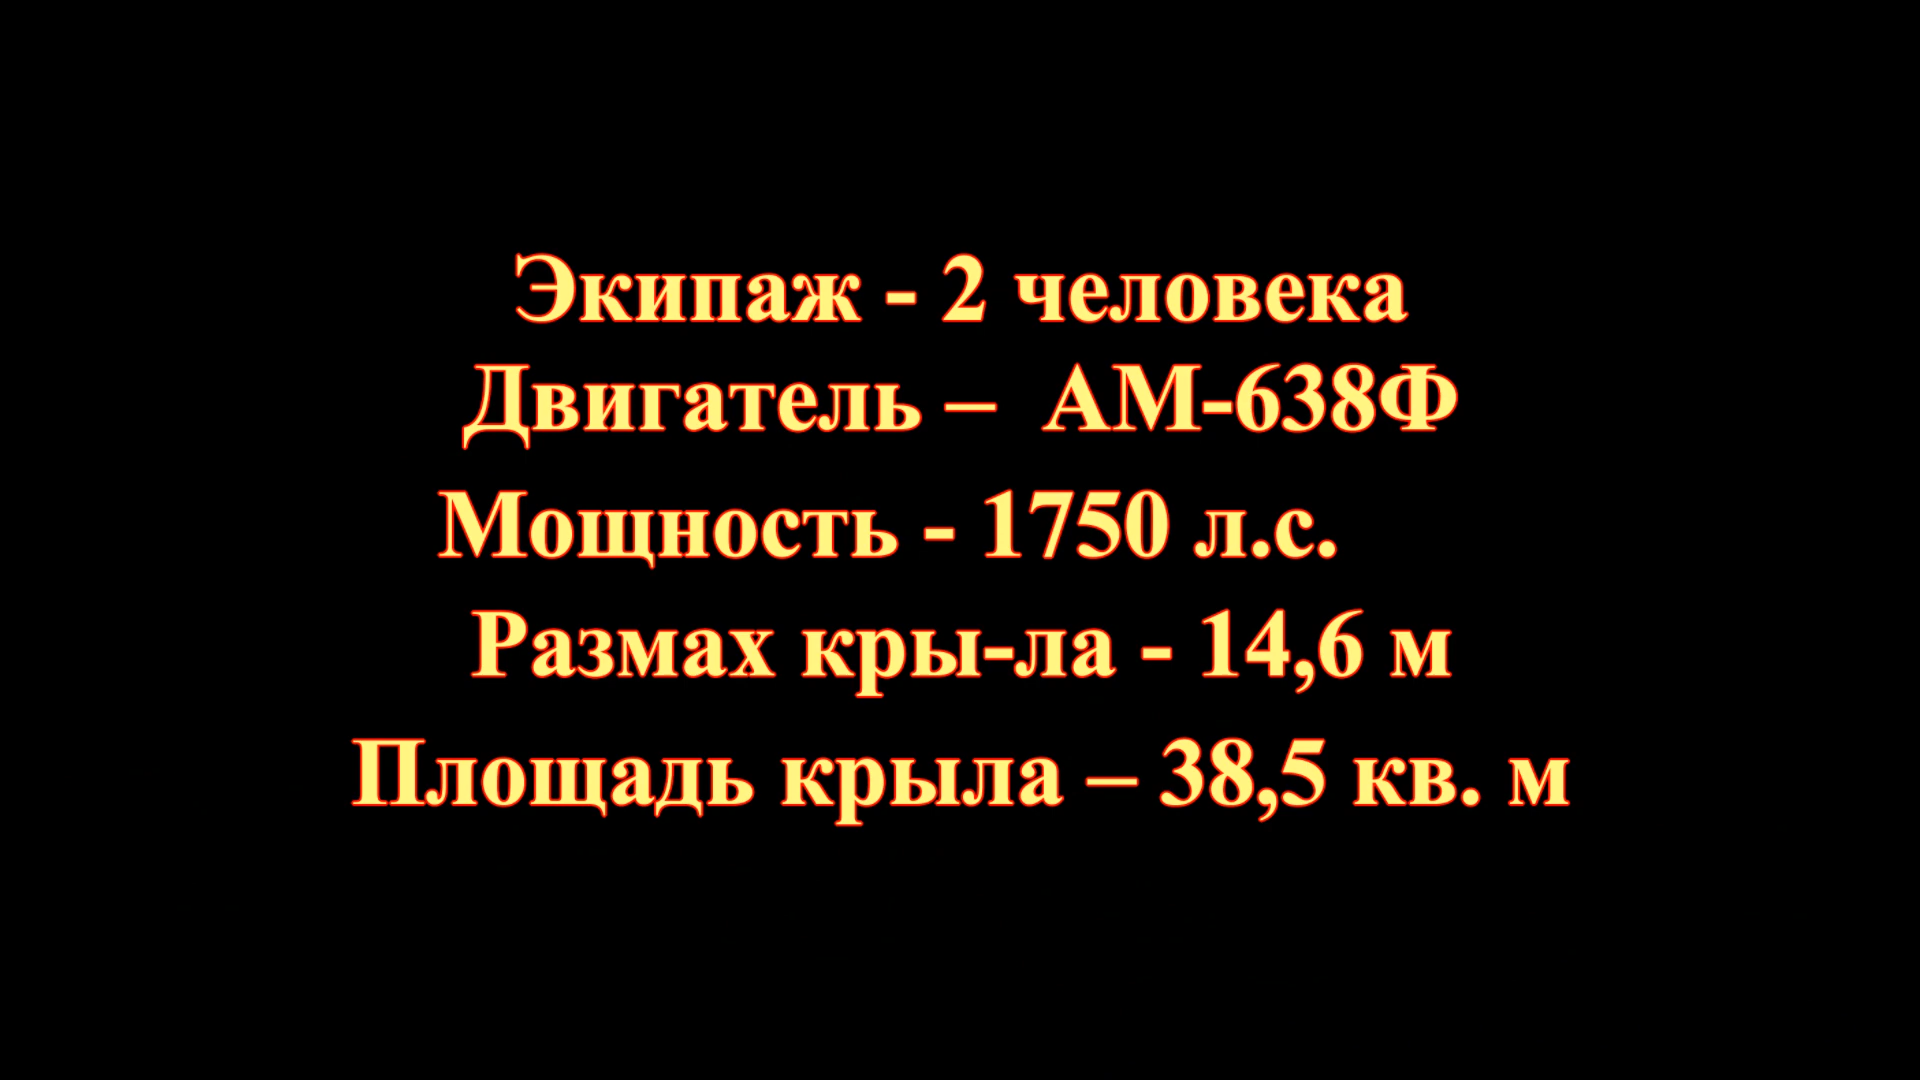 Экипаж - 2 человека
Двигатель –  АМ-638Ф
Мощность - 1750 л.с.
Размах кры-ла - 14,6 м
Площадь крыла – 38,5 кв. м